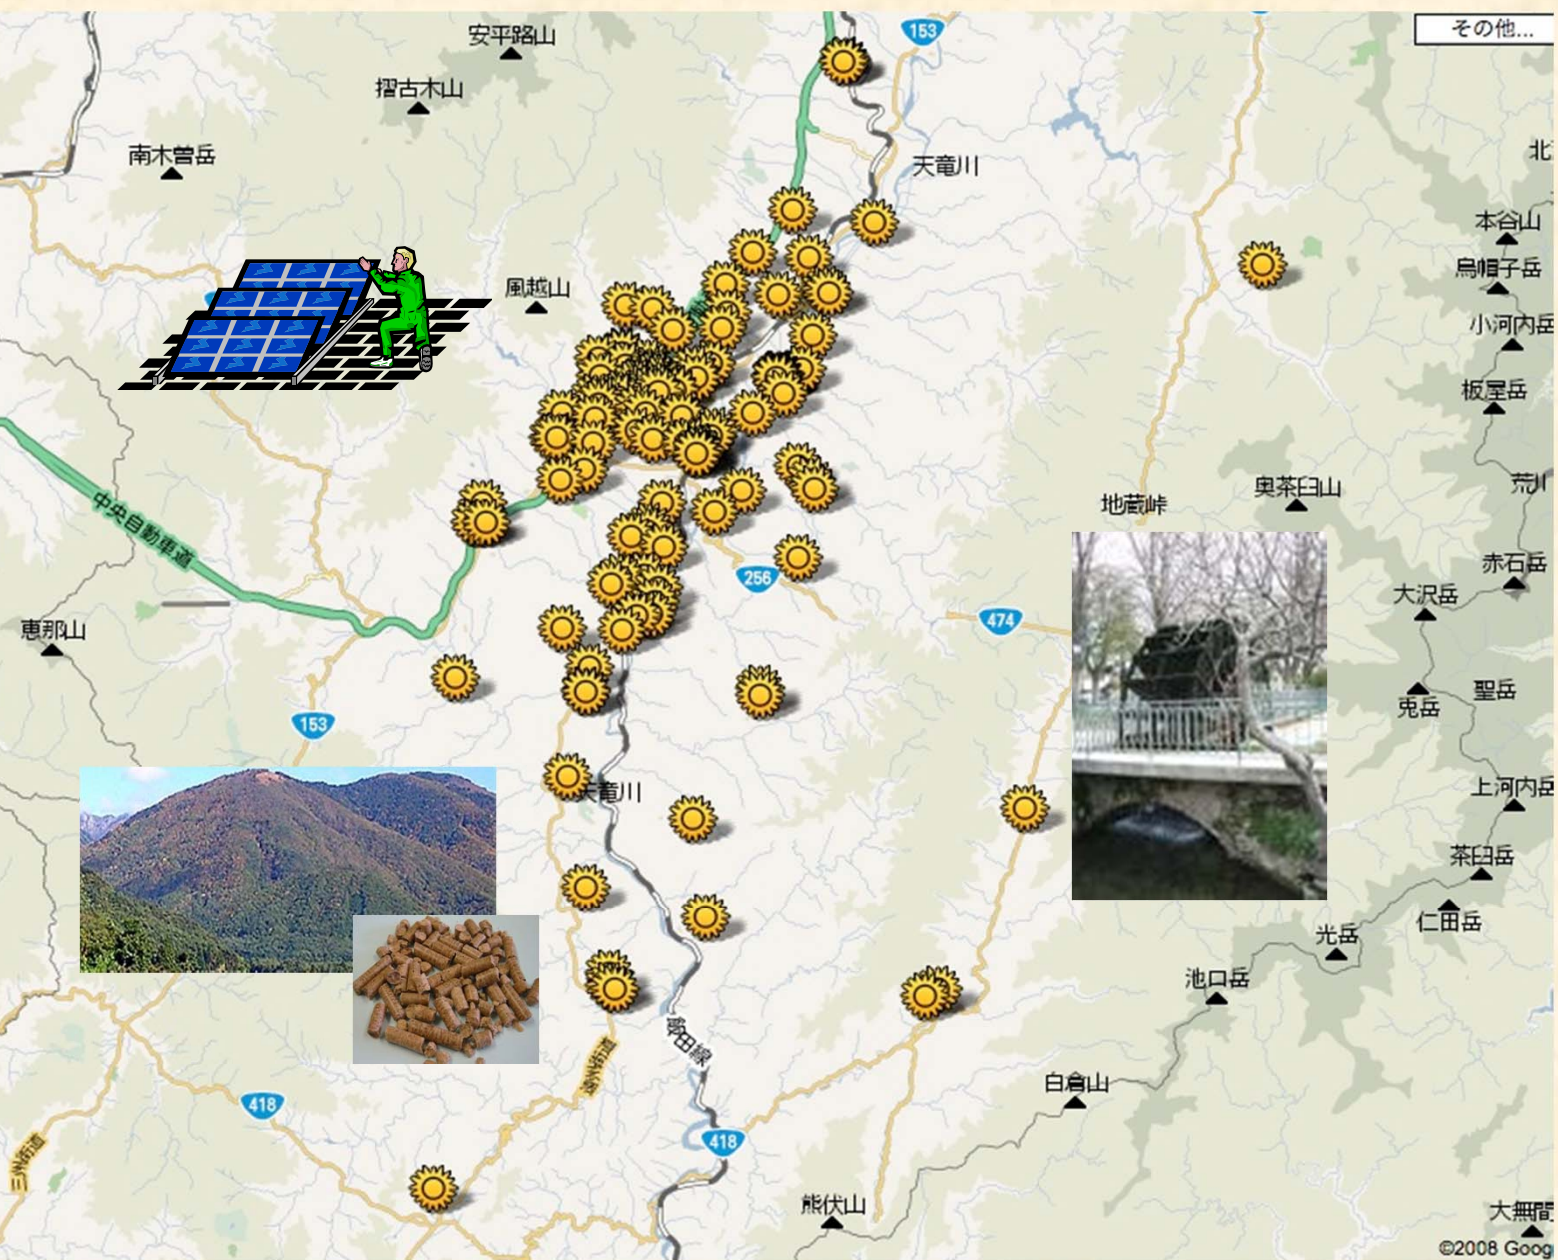 安平路山
153
その他...
摺古木山
南木曽岳
天竜川
本谷山
烏帽子岳
風越山
小河内岳
板屋岳
奥茶臼山
地蔵峠
中央自動車道
赤石岳
256
大沢岳
474
恵那山
聖岳
兎岳
153
天竜川
上河内岳
茶臼岳
仁田岳
光岳
池口岳
飯田線
白倉山
418
418
三州街道
熊伏山
大無間
©2008 Goog